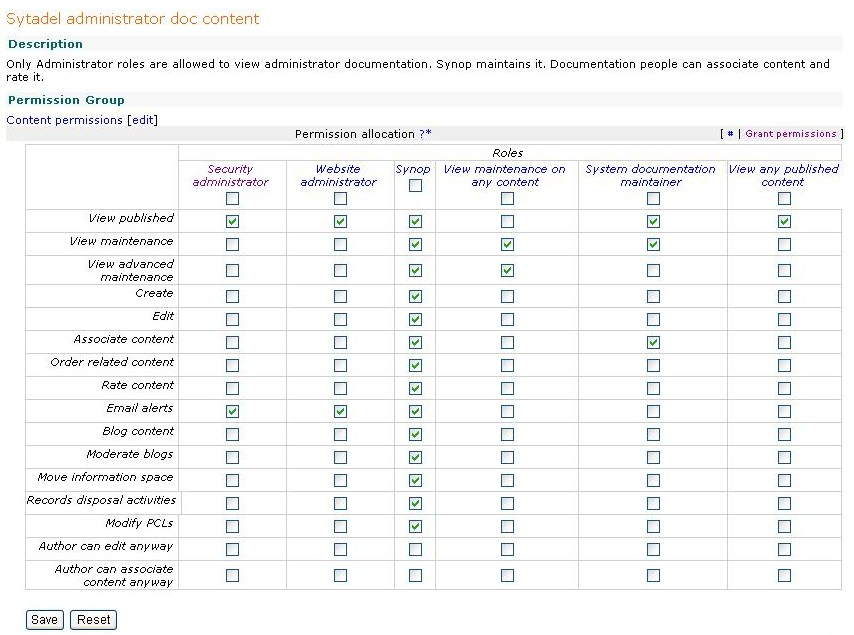 Sytadel administrator doc content
Description
Only Administrator roles are allowed to view administrator documentation. Synop maintains it. Documentation people can associate content and
rate it.
Permission Group
Content permissions [edit]
Permission allocation ?* [ # | Grant permissions ]
Roles
Security administrator
Website administrator
Synop
View maintenance on any content
System documentation maintainer
View any published content
View published
View maintenance
View advanced
maintenance
Create
Edit
Associate content
Order related content
Rate content
Email alerts
Blog content
Moderate blogs
Move information space
Records disposal activities
Modify PCLs
Author can edit anyway
Author can associate
content anyway
Save Reset